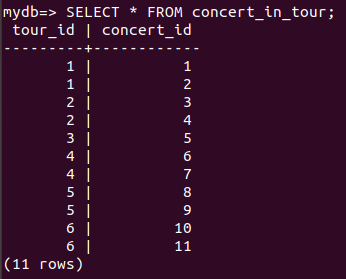 mydb=> SELECT * FROM concert_in_tour;
 tour_id | concert_id
---------+------------
       1 |          1
       1 |          2
       2 |          3
       2 |          4
       3 |          5
       4 |          6
       4 |          7
       5 |          8
       5 |          9
       6 |         10
       6 |         11
(11 rows)